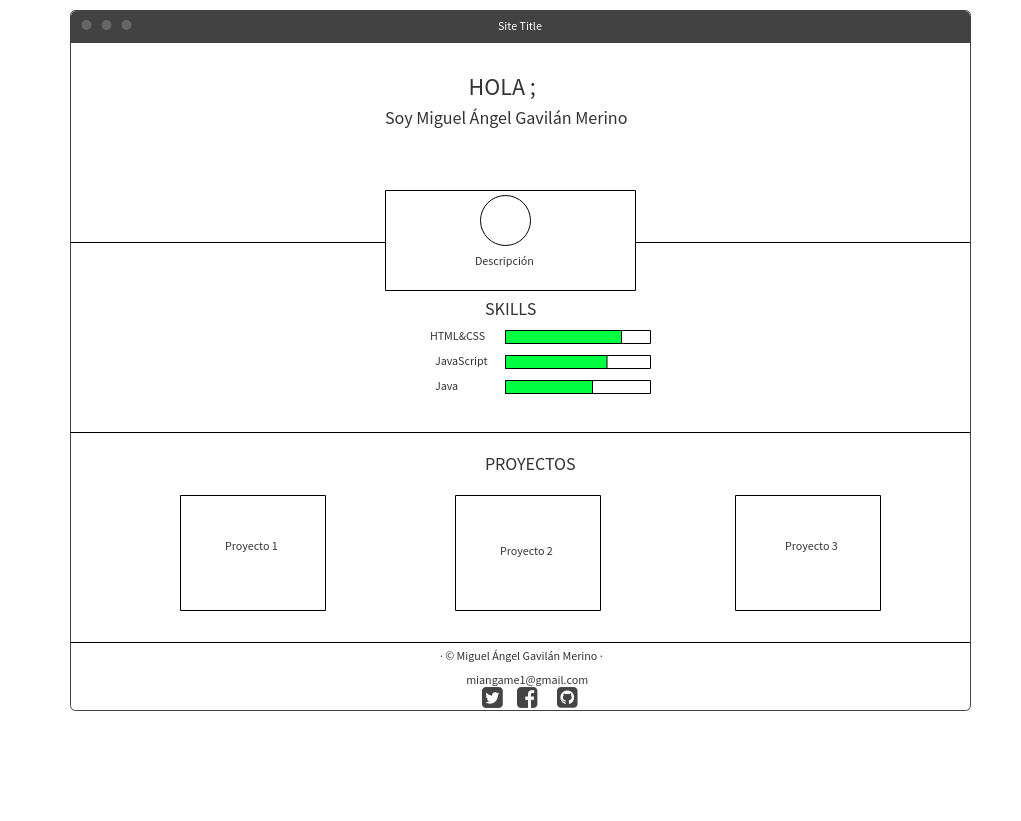 Site Title
HOLA ;
Soy Miguel Ángel Gavilán Merino
Descripción
SKILLS
HTML&CSS
JavaScript
Java
PROYECTOS
Proyecto 1
Proyecto 2
Proyecto 3
· © Miguel Ángel Gavilán Merino ·
miangame1@gmail.com